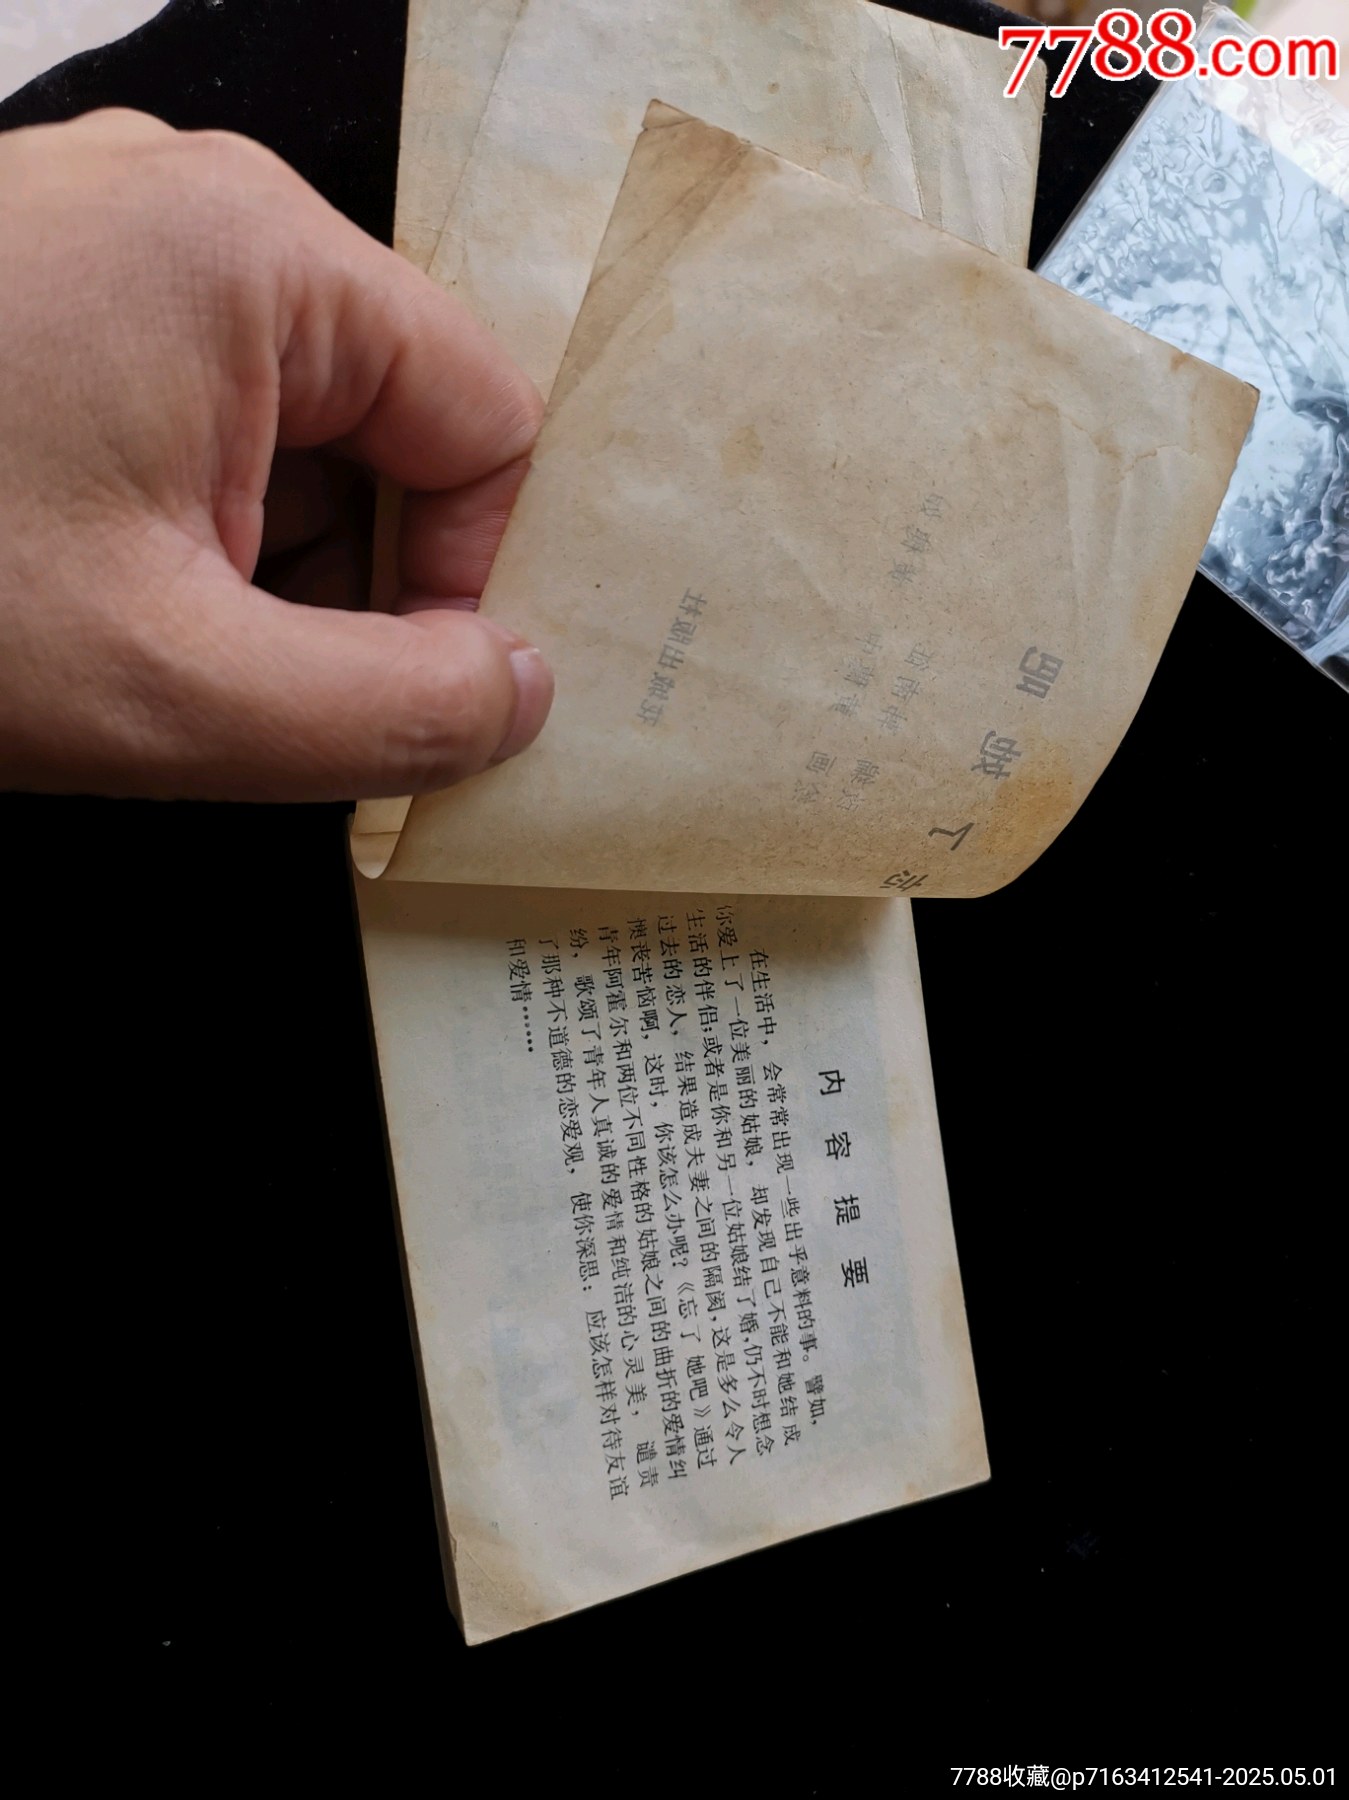 7788.com
内容提要
在生活中，会常常出现一些出乎意料的事。譬如，
你爱上了一位美丽的姑娘，却发现自己不能和她结成
生活的伴侣；或者是你和另一位姑娘结了婚，仍不时想念
过去的恋人，结果造成夫妻之间的隔阂，这是多么令人
懊丧苦恼啊，这时，你该怎么办呢？《忘了她吧》通过
青年阿霍尔和两位不同性格的姑娘之间的曲折的爱情纠
纷，歌颂了青年人真诚的爱情和纯洁的心灵美，谴责
了那种不道德的恋爱观，使你深思：应该怎样对待友谊
和爱情……
7788收藏@p7163412541-2025.05.01